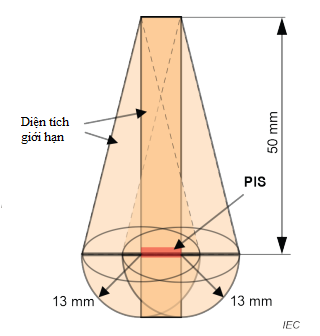 Diện tích
giới hạn
50 mm
PIS
13 mm
13 mm
IEC